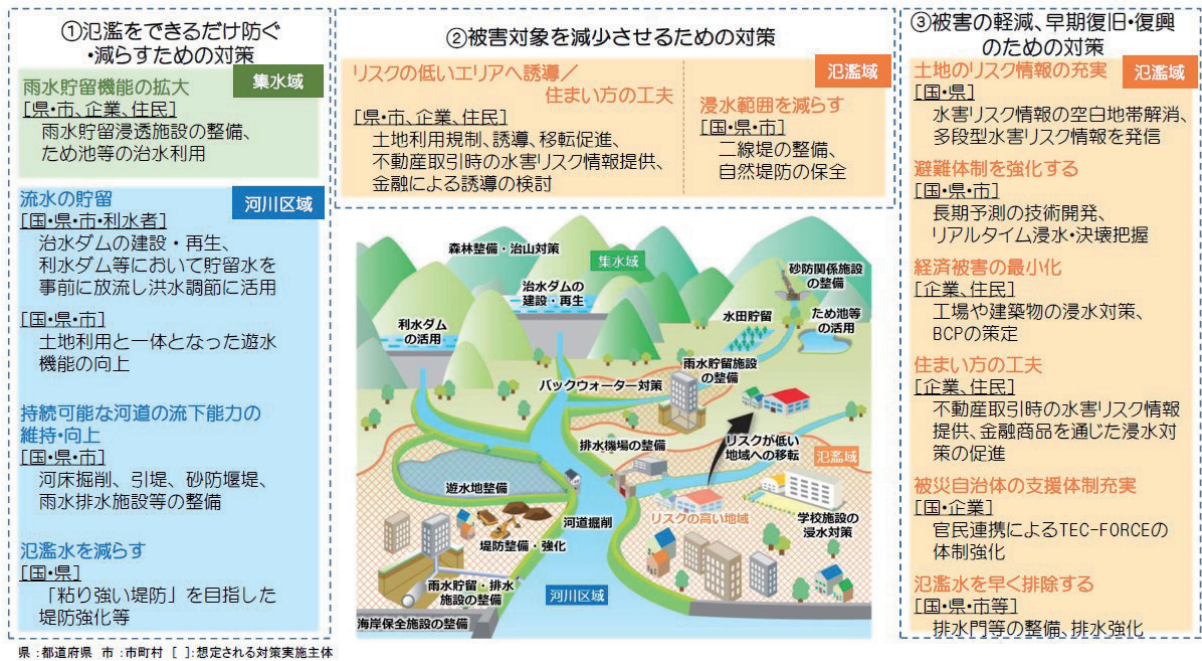 ①氾濫をできるだけ防ぐ
・減らすための対策
集水域
雨水貯留機能の拡大
[県・市、企業、住民]
雨水貯留浸透施設の整備、
ため池等の治水利用
河川区域
流水の貯留
[国・県・市・利水者]
治水ダムの建設・再生、
利水ダム等において貯留水を
事前に放流し洪水調節に活用
[国・県・市]
土地利用と一体となった遊水
機能の向上
持続可能な河道の流下能力の
維持・向上
[国・県・市]
河床掘削、引堤、砂防堰堤、
雨水排水施設等の整備
氾濫水を減らす
[国・県]
「粘り強い堤防」を目指した
堤防強化等
②被害対象を減少させるための対策
氾濫域
リスクの低いエリアへ誘導／
住まい方の工夫
[県・市、企業、住民]
土地利用規制、誘導、移転促進、
不動産取引時の水害リスク情報提供、
金融による誘導の検討
浸水範囲を減らす
[国・県・市]
二線堤の整備、
自然堤防の保全
森林整備・治山対策
集水域
治水ダムの
建設・再生
砂防関係施設
の整備
利水ダム
の活用
水田貯留
ため池等
の活用
バックウォーター対策
雨水貯留施設
の整備
排水機場の整備
リスクが低い
地域への移転
氾濫域
遊水地整備
河道掘削
リスクの高い地域
学校施設の
浸水対策
堤防整備・強化
雨水貯留・排水
施設の整備
河川区域
海岸保全施設の整備
③被害の軽減、早期復旧・復興
のための対策
氾濫域
土地のリスク情報の充実
[国・県]
水害リスク情報の空白地帯解消、
多段型水害リスク情報を発信
避難体制を強化する
[国・県・市]
長期予測の技術開発、
リアルタイム浸水・決壊把握
経済被害の最小化
[企業、住民]
工場や建築物の浸水対策、
BCPの策定
住まい方の工夫
[企業、住民]
不動産取引時の水害リスク情報
提供、金融商品を通じた浸水対
策の促進
被災自治体の支援体制充実
[国・企業]
官民連携によるTEC-FORCEの
体制強化
氾濫水を早く排除する
[国・県・市等]
排水門等の整備、排水強化
県：都道府県 市：市町村 [ ]：想定される対策実施主体